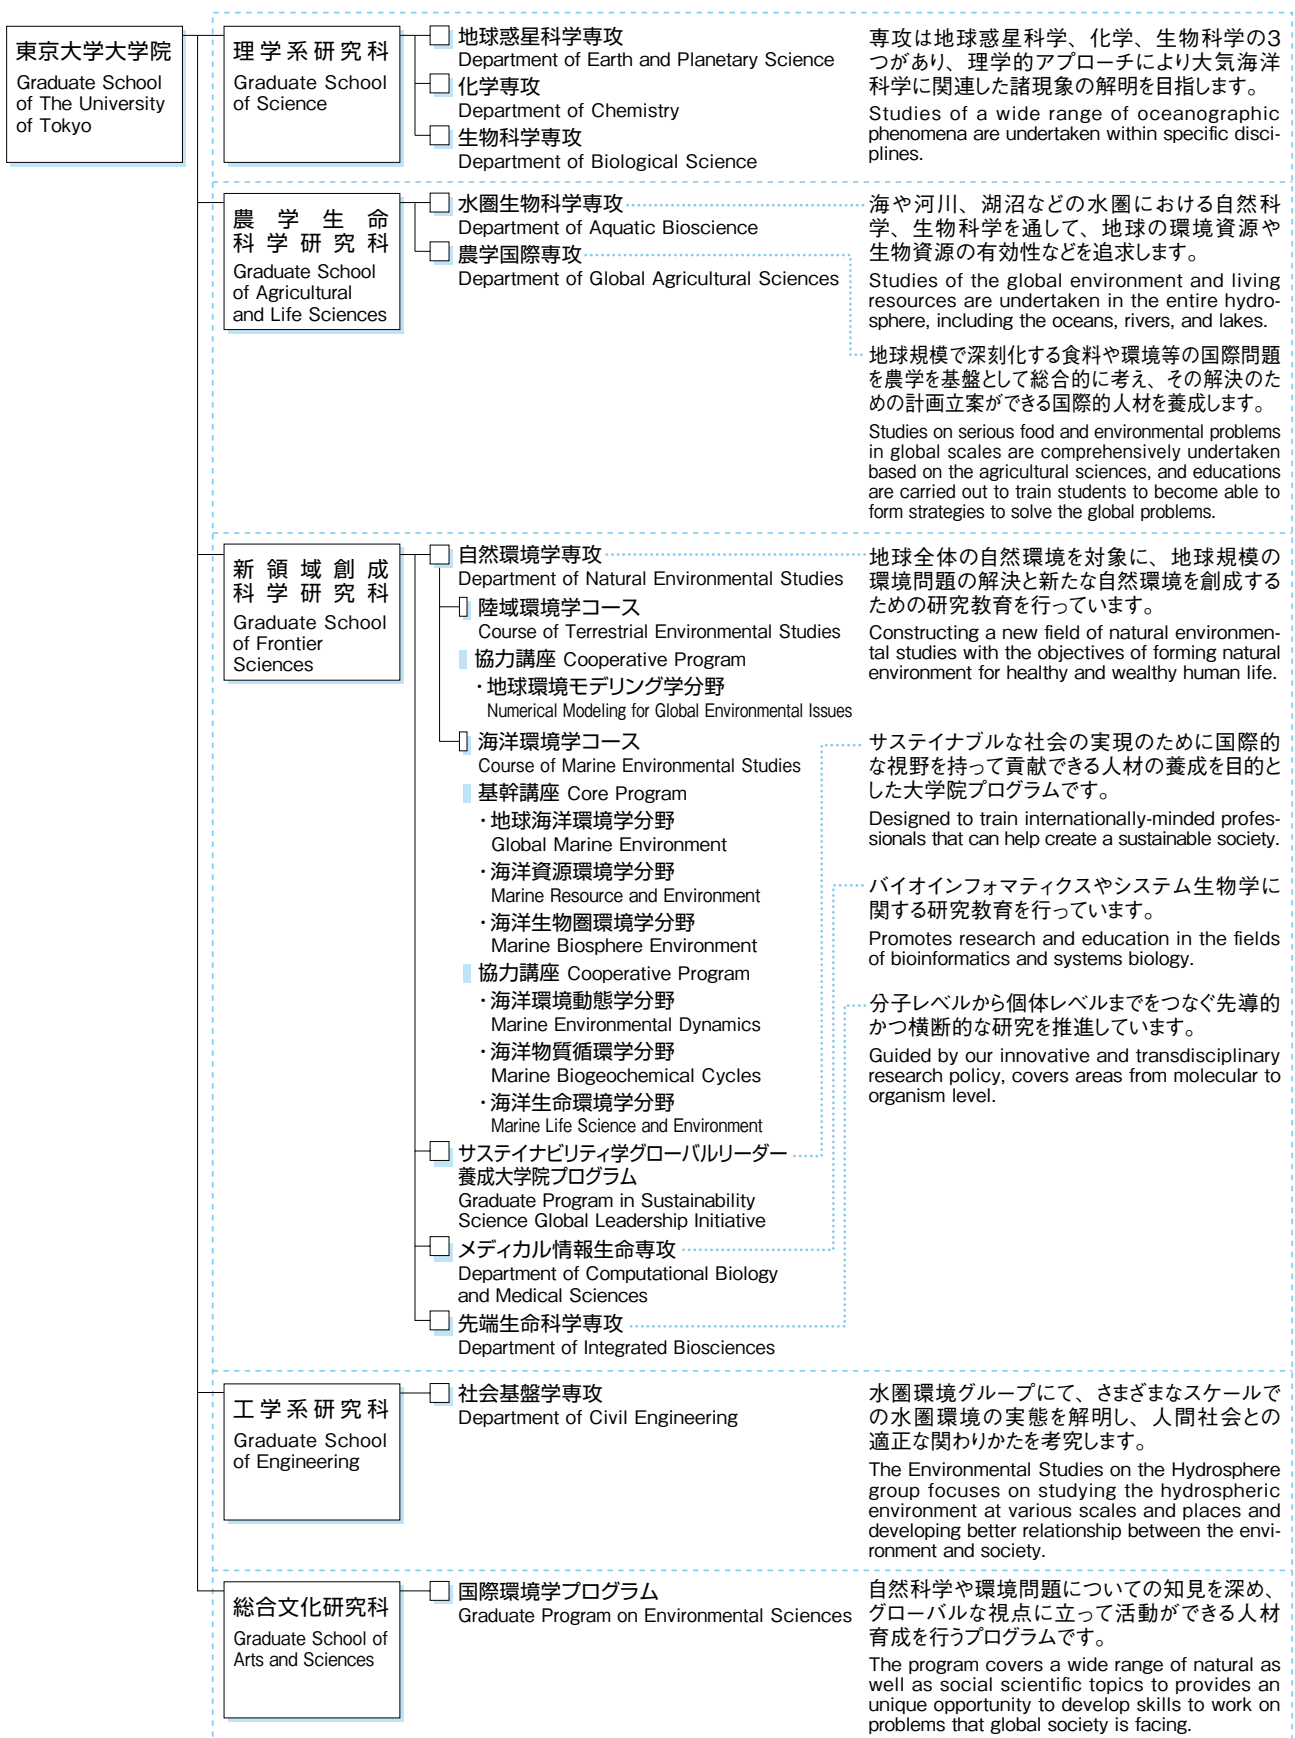 東京大学大学院
Graduate School
of The University
of Tokyo
理学系研究科
Graduate School
of Science
地球惑星科学専攻
Department of Earth and Planetary Science
化学専攻
Department of Chemistry
生物科学専攻
Department of Biological Science
専攻は地球惑星科学、化学、生物科学の3
つがあり、理学的アプローチにより大気海洋
科学に関連した諸現象の解明を目指します。
Studies of a wide range of oceanographic
phenomena are undertaken within specific disci-
plines.
農学生命
科学研究科
Graduate School
of Agricultural
and Life Sciences
水圏生物科学専攻
Department of Aquatic Bioscience
農学国際専攻
Department of Global Agricultural Sciences
海や河川、湖沼などの水圏における自然科
学、生物科学を通して、地球の環境資源や
生物資源の有効性などを追求します。
Studies of the global environment and living
resources are undertaken in the entire hydro-
sphere, including the oceans, rivers, and lakes.
地球規模で深刻化する食料や環境等の国際問題
を農学を基盤として総合的に考え、その解決のた
めの計画立案ができる国際的人材を養成します。
Studies on serious food and environmental problems
in global scales are comprehensively undertaken
based on the agricultural sciences, and educations
are carried out to train students to become able to
form strategies to solve the global problems.
新領域創成
科学研究科
Graduate School
of Frontier
Sciences
自然環境学専攻
Department of Natural Environmental Studies
陸域環境学コース
Course of Terrestrial Environmental Studies
協力講座 Cooperative Program
・地球環境モデリング学分野
Numerical Modeling for Global Environmental Issues
海洋環境学コース
Course of Marine Environmental Studies
基幹講座 Core Program
・地球海洋環境学分野
Global Marine Environment
・海洋資源環境学分野
Marine Resource and Environment
・海洋生物圏環境学分野
Marine Biosphere Environment
協力講座 Cooperative Program
・海洋環境動態学分野
Marine Environmental Dynamics
・海洋物質循環学分野
Marine Biogeochemical Cycles
・海洋生命環境学分野
Marine Life Science and Environment
サステイナビリティ学グローバルリーダー
養成大学院プログラム
Graduate Program in Sustainability
Science Global Leadership Initiative
メディカル情報生命専攻
Department of Computational Biology
and Medical Sciences
先端生命科学専攻
Department of Integrated Biosciences
地球全体の自然環境を対象に、地球規模の
環境問題の解決と新たな自然環境を創成する
ための研究教育を行っています。
Constructing a new field of natural environmen-
tal studies with the objectives of forming natural
environment for healthy and wealthy human life.
サステイナブルな社会の実現のために国際的
な視野を持って貢献できる人材の養成を目的と
した大学院プログラムです。
Designed to train internationally-minded profes-
sionals that can help create a sustainable society.
バイオインフォマティクスやシステム生物学に
関する研究教育を行っています。
Promotes research and education in the fields
of bioinformatics and systems biology.
分子レベルから個体レベルまでをつなぐ先導的
かつ横断的な研究を推進しています。
Guided by our innovative and transdisciplinary
research policy, covers areas from molecular to
organism level.
工学系研究科
Graduate School
of Engineering
社会基盤学専攻
Department of Civil Engineering
水圏環境グループにて、さまざまなスケールで
の水圏環境の実態を解明し、人間社会との
適正な関わりかたを考究します。
The Environmental Studies on the Hydrosphere
group focuses on studying the hydrospheric
environment at various scales and places and
developing better relationship between the envi-
ronment and society.
総合文化研究科
Graduate School of
Arts and Sciences
国際環境学プログラム
Graduate Program on Environmental Sciences
自然科学や環境問題についての知見を深め、
グローバルな視点に立って活動ができる人材
育成を行うプログラムです。
The program covers a wide range of natural as
well as social scientific topics to provides an
unique opportunity to develop skills to work on
problems that global society is facing.